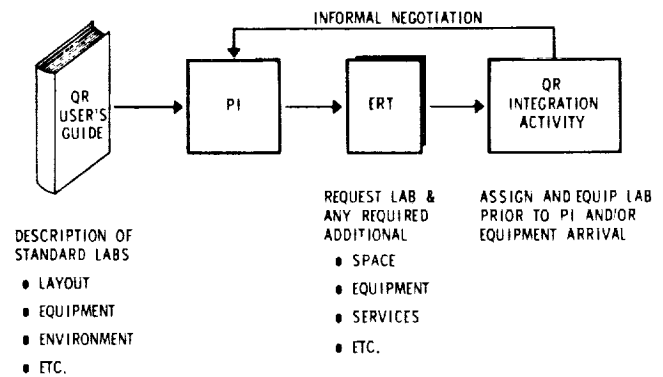 INFORMAL NEGOTIATION
QR
USER'S
GUIDE
PI
ERT
QR
INTEGRATION
ACTIVITY
DESCRIPTION OF
STANDARD LABS
• LAYOUT
• EQUIPMENT
• ENVIRONMENT
• ETC.
REQUEST LAB &
ANY REQUIRED
ADDITIONAL
• SPACE
• EQUIPMENT
• SERVICES
• ETC.
ASSIGN AND EQUIP LAB
PRIOR TO PI AND/OR
EQUIPMENT ARRIVAL